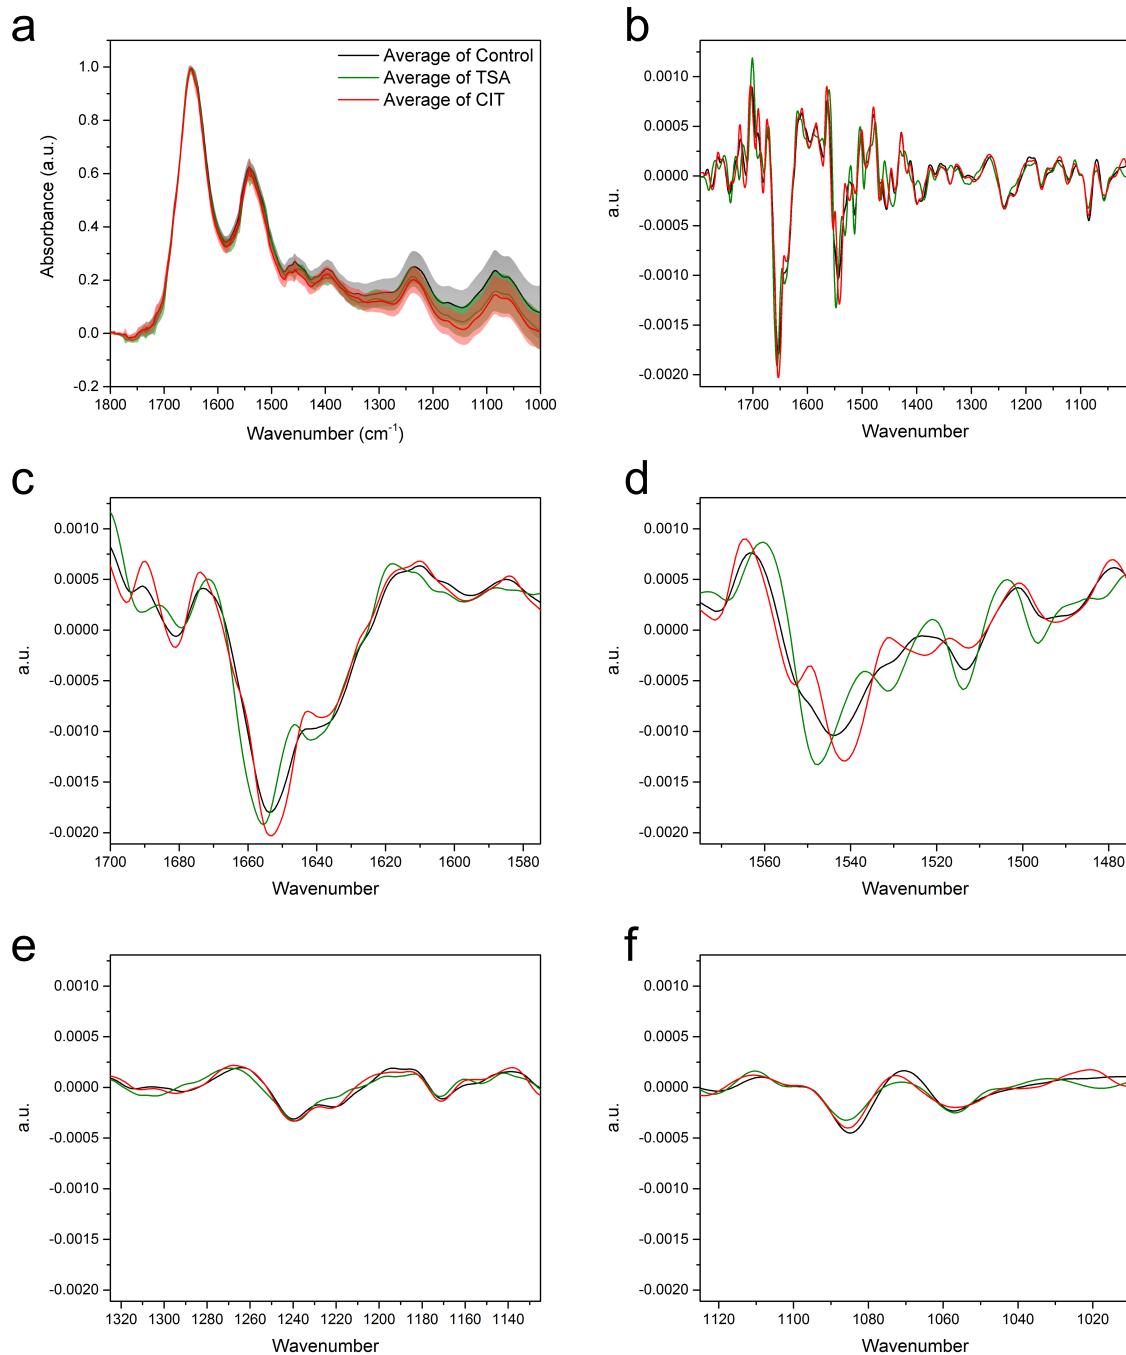 a
Average of Control
Average of TSA
Average of CIT
1.0
0.8
0.6
0.4
0.2
0.0
-0.2
Absorbance (a.u.)
1800 1700 1600 1500 1400 1300 1200 1100 1000
Wavenumber (cm-1)
b
0.0010
0.0005
0.0000
-0.0005
-0.0010
-0.0015
-0.0020
a.u.
1700 1600 1500 1400 1300 1200 1100
Wavenumber
c
0.0010
0.0005
0.0000
-0.0005
-0.0010
-0.0015
-0.0020
a.u.
1700 1680 1660 1640 1620 1600 1580
Wavenumber
d
0.0010
0.0005
0.0000
-0.0005
-0.0010
-0.0015
-0.0020
a.u.
1560 1540 1520 1500 1480
Wavenumber
e
0.0010
0.0005
0.0000
-0.0005
-0.0010
-0.0015
-0.0020
a.u.
1320 1300 1280 1260 1240 1220 1200 1180 1160 1140
Wavenumber
f
0.0010
0.0005
0.0000
-0.0005
-0.0010
-0.0015
-0.0020
a.u.
1120 1100 1080 1060 1040 1020
Wavenumber